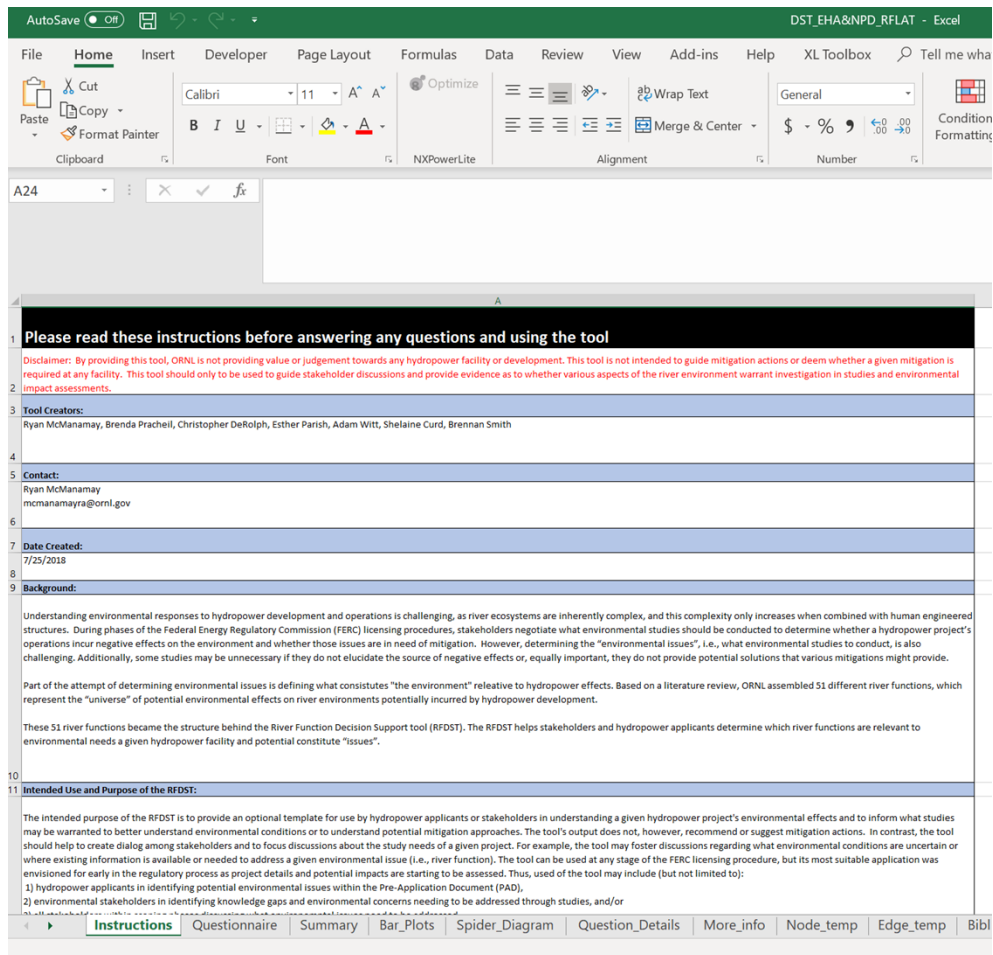 AutoSave Off DST_EHA&NPD_RFLAT - Excel
File Home Insert Developer Page Layout Formulas Data Review View Add-ins Help XL Toolbox Tell me wha
Paste Cut Copy Format Painter
Calibri 11 A^ A˅
B I U A
Optimize
Wrap Text
Merge & Center
General
$ % 9 .00 .0
Condition
Formatting
Clipboard Font NXPowerLite Alignment Number
A24 fx
A
1 Please read these instructions before answering any questions and using the tool
Disclaimer: By providing this tool, ORNL is not providing value or judgement towards any hydropower facility or development. This tool is not intended to guide mitigation actions or deem whether a given mitigation is
required at any facility. This tool should only to be used to guide stakeholder discussions and provide evidence as to whether various aspects of the river environment warrant investigation in studies and environmental
2 impact assessments.
3 Tool Creators:
Ryan McManamay, Brenda Pracheil, Christopher DeRolph, Esther Parish, Adam Witt, Shelaine Curd, Brennan Smith
4
5 Contact:
Ryan McManamay
mcmanamayra@ornl.gov
6
7 Date Created:
7/25/2018
8
9 Background:
Understanding environmental responses to hydropower development and operations is challenging, as river ecosystems are inherently complex, and this complexity only increases when combined with human engineered
structures. During phases of the Federal Energy Regulatory Commission (FERC) licensing procedures, stakeholders negotiate what environmental studies should be conducted to determine whether a hydropower project's
operations incur negative effects on the environment and whether those issues are in need of mitigation. However, determining the "environmental issues", i.e., what environmental studies to conduct, is also
challenging. Additionally, some studies may be unnecessary if they do not elucidate the source of negative effects or, equally important, they do not provide potential solutions that various mitigations might provide.
Part of the attempt of determining environmental issues is defining what consistutes "the environment" releative to hydropower effects. Based on a literature review, ORNL assembled 51 different river functions, which
represent the "universe" of potential environmental effects on river environments potentially incurred by hydropower development.
These 51 river functions became the structure behind the River Function Decision Support tool (RFDST). The RFDST helps stakeholders and hydropower applicants determine which river functions are relevant to
environmental needs a given hydropower facility and potential constitute "issues".
10
11 Intended Use and Purpose of the RFDST:
The intended purpose of the RFDST is to provide an optional template for use by hydropower applicants or stakeholders in understanding a given hydropower project's environmental effects and to inform what studies
may be warranted to better understand environmental conditions or to understand potential mitigation approaches. The tool's output does not, however, recommend or suggest mitigation actions. In contrast, the tool
should help to create dialog among stakeholders and to focus discussions about the study needs of a given project. For example, the tool may foster discussions regarding what environmental conditions are uncertain or
where existing information is available or needed to address a given environmental issue (i.e., river function). The tool can be used at any stage of the FERC licensing procedure, but its most suitable application was
envisioned for early in the regulatory process as project details and potential impacts are starting to be assessed. Thus, used of the tool may include (but not limited to):
1) hydropower applicants in identifying potential environmental issues within the Pre-Application Document (PAD),
2) environmental stakeholders in identifying knowledge gaps and environmental concerns needing to be addressed through studies, and/or
Instructions Questionnaire Summary Bar_Plots Spider_Diagram Question_Details More_info Node_temp Edge_temp Bibl